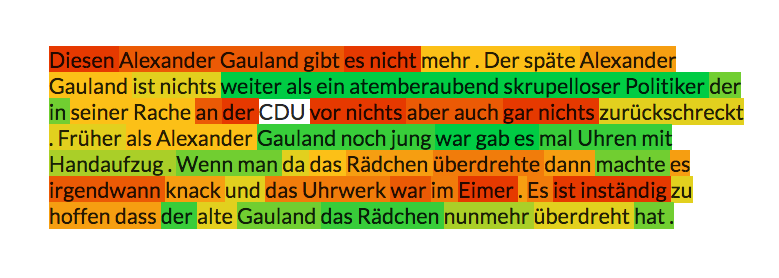 Diesen Alexander Gauland gibt es nicht mehr . Der späte Alexander
Gauland ist nichts weiter als ein atemberaubend skrupelloser Politiker der
in seiner Rache an der CDU vor nichts aber auch gar nichts zurückschreckt
. Früher als Alexander Gauland noch jung war gab es mal Uhren mit
Handaufzug . Wenn man da das Rädchen überdrehte dann machte es
irgendwann knack und das Uhrwerk war im Eimer . Es ist inständig zu
hoffen dass der alte Gauland das Rädchen nunmehr überdreht hat .